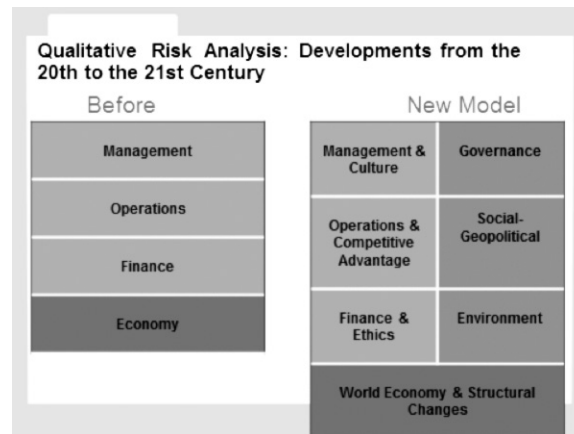 Qualitative Risk Analysis: Developments from the
20th to the 21st Century
Before
Management
Operations
Finance
Economy
New Model
Management &
Culture
Governance
Operations &
Competitive
Advantage
Social-
Geopolitical
Finance &
Ethics
Environment
World Economy & Structural
Changes